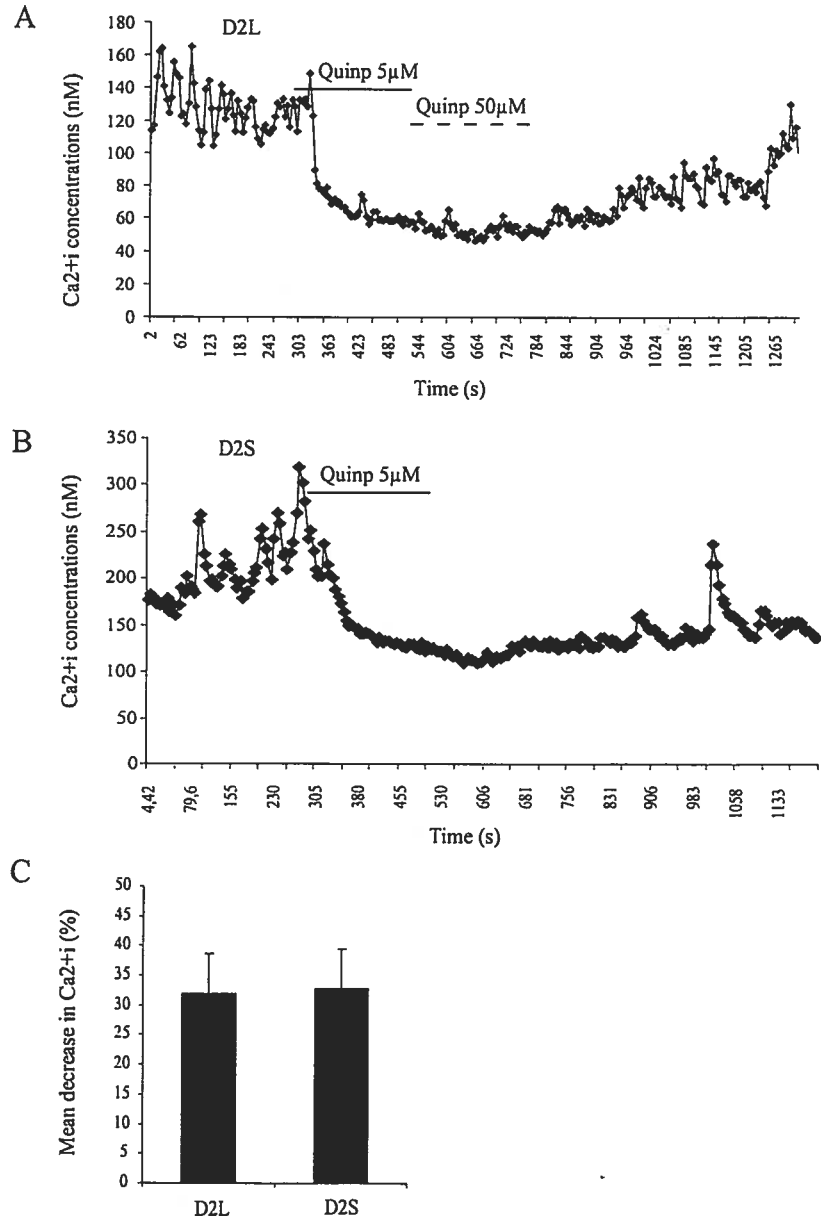 A
D2L
Ca2+i concentrations (nM)
180
160
140
120
100
80
60
40
20
0
Quinp 5µM
Quinp 50µM
2 62 123 183 243 303 363 423 483 544 604 664 724 784 844 904 964 1024 1085 1145 1205 1265
Time (s)
B
D2S
Ca2+i concentrations (nM)
350
300
250
200
150
100
50
0
Quinp 5µM
4,42 79,6 155 230 305 380 455 530 606 681 756 831 906 983 1058 1133
Time (s)
C
Mean decrease in Ca2+i (%)
50
45
40
35
30
25
20
15
10
5
0
D2L D2S